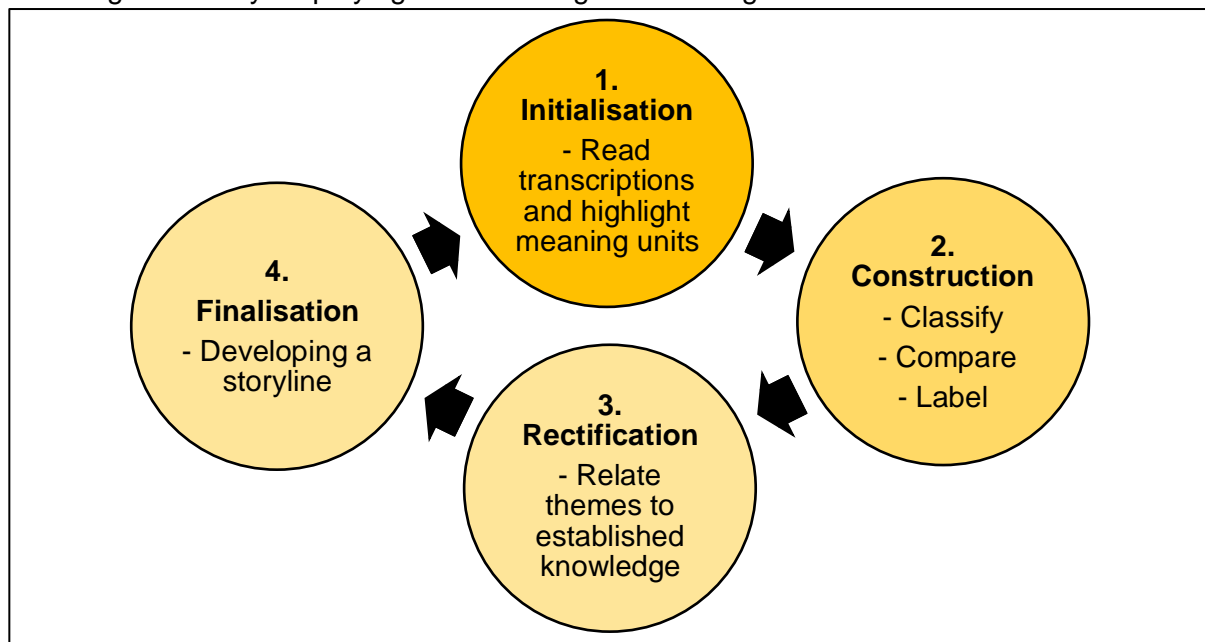 1.
Initialisation
- Read
transcriptions
and highlight
meaning units
2.
Construction
- Classify
- Compare
- Label
3.
Rectification
- Relate
themes to
established
knowledge
4.
Finalisation
- Developing a
storyline